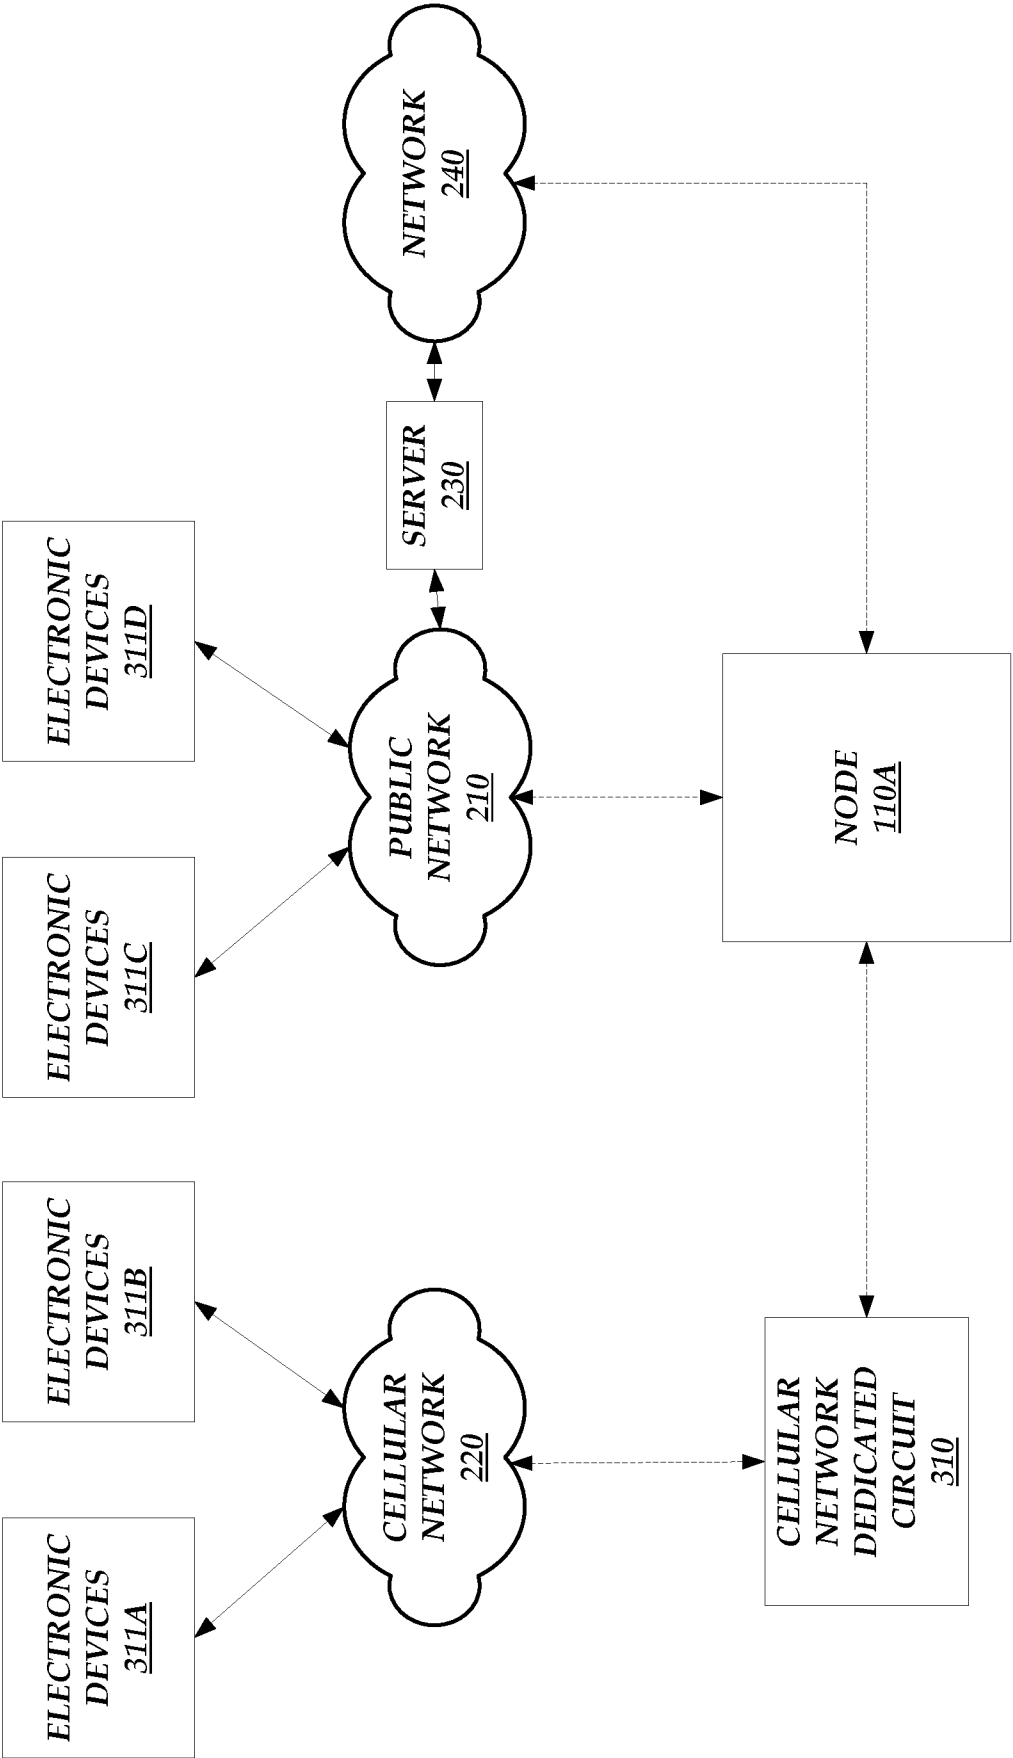 ELECTRONIC
DEVICES
311A
ELECTRONIC
DEVICES
311B
ELECTRONIC
DEVICES
311C
ELECTRONIC
DEVICES
311D
CELLULAR
NETWORK
220
PUBLIC
NETWORK
210
SERVER
230
NETWORK
240
CELLULAR
NETWORK
DEDICATED
CIRCUIT
310
NODE
110A